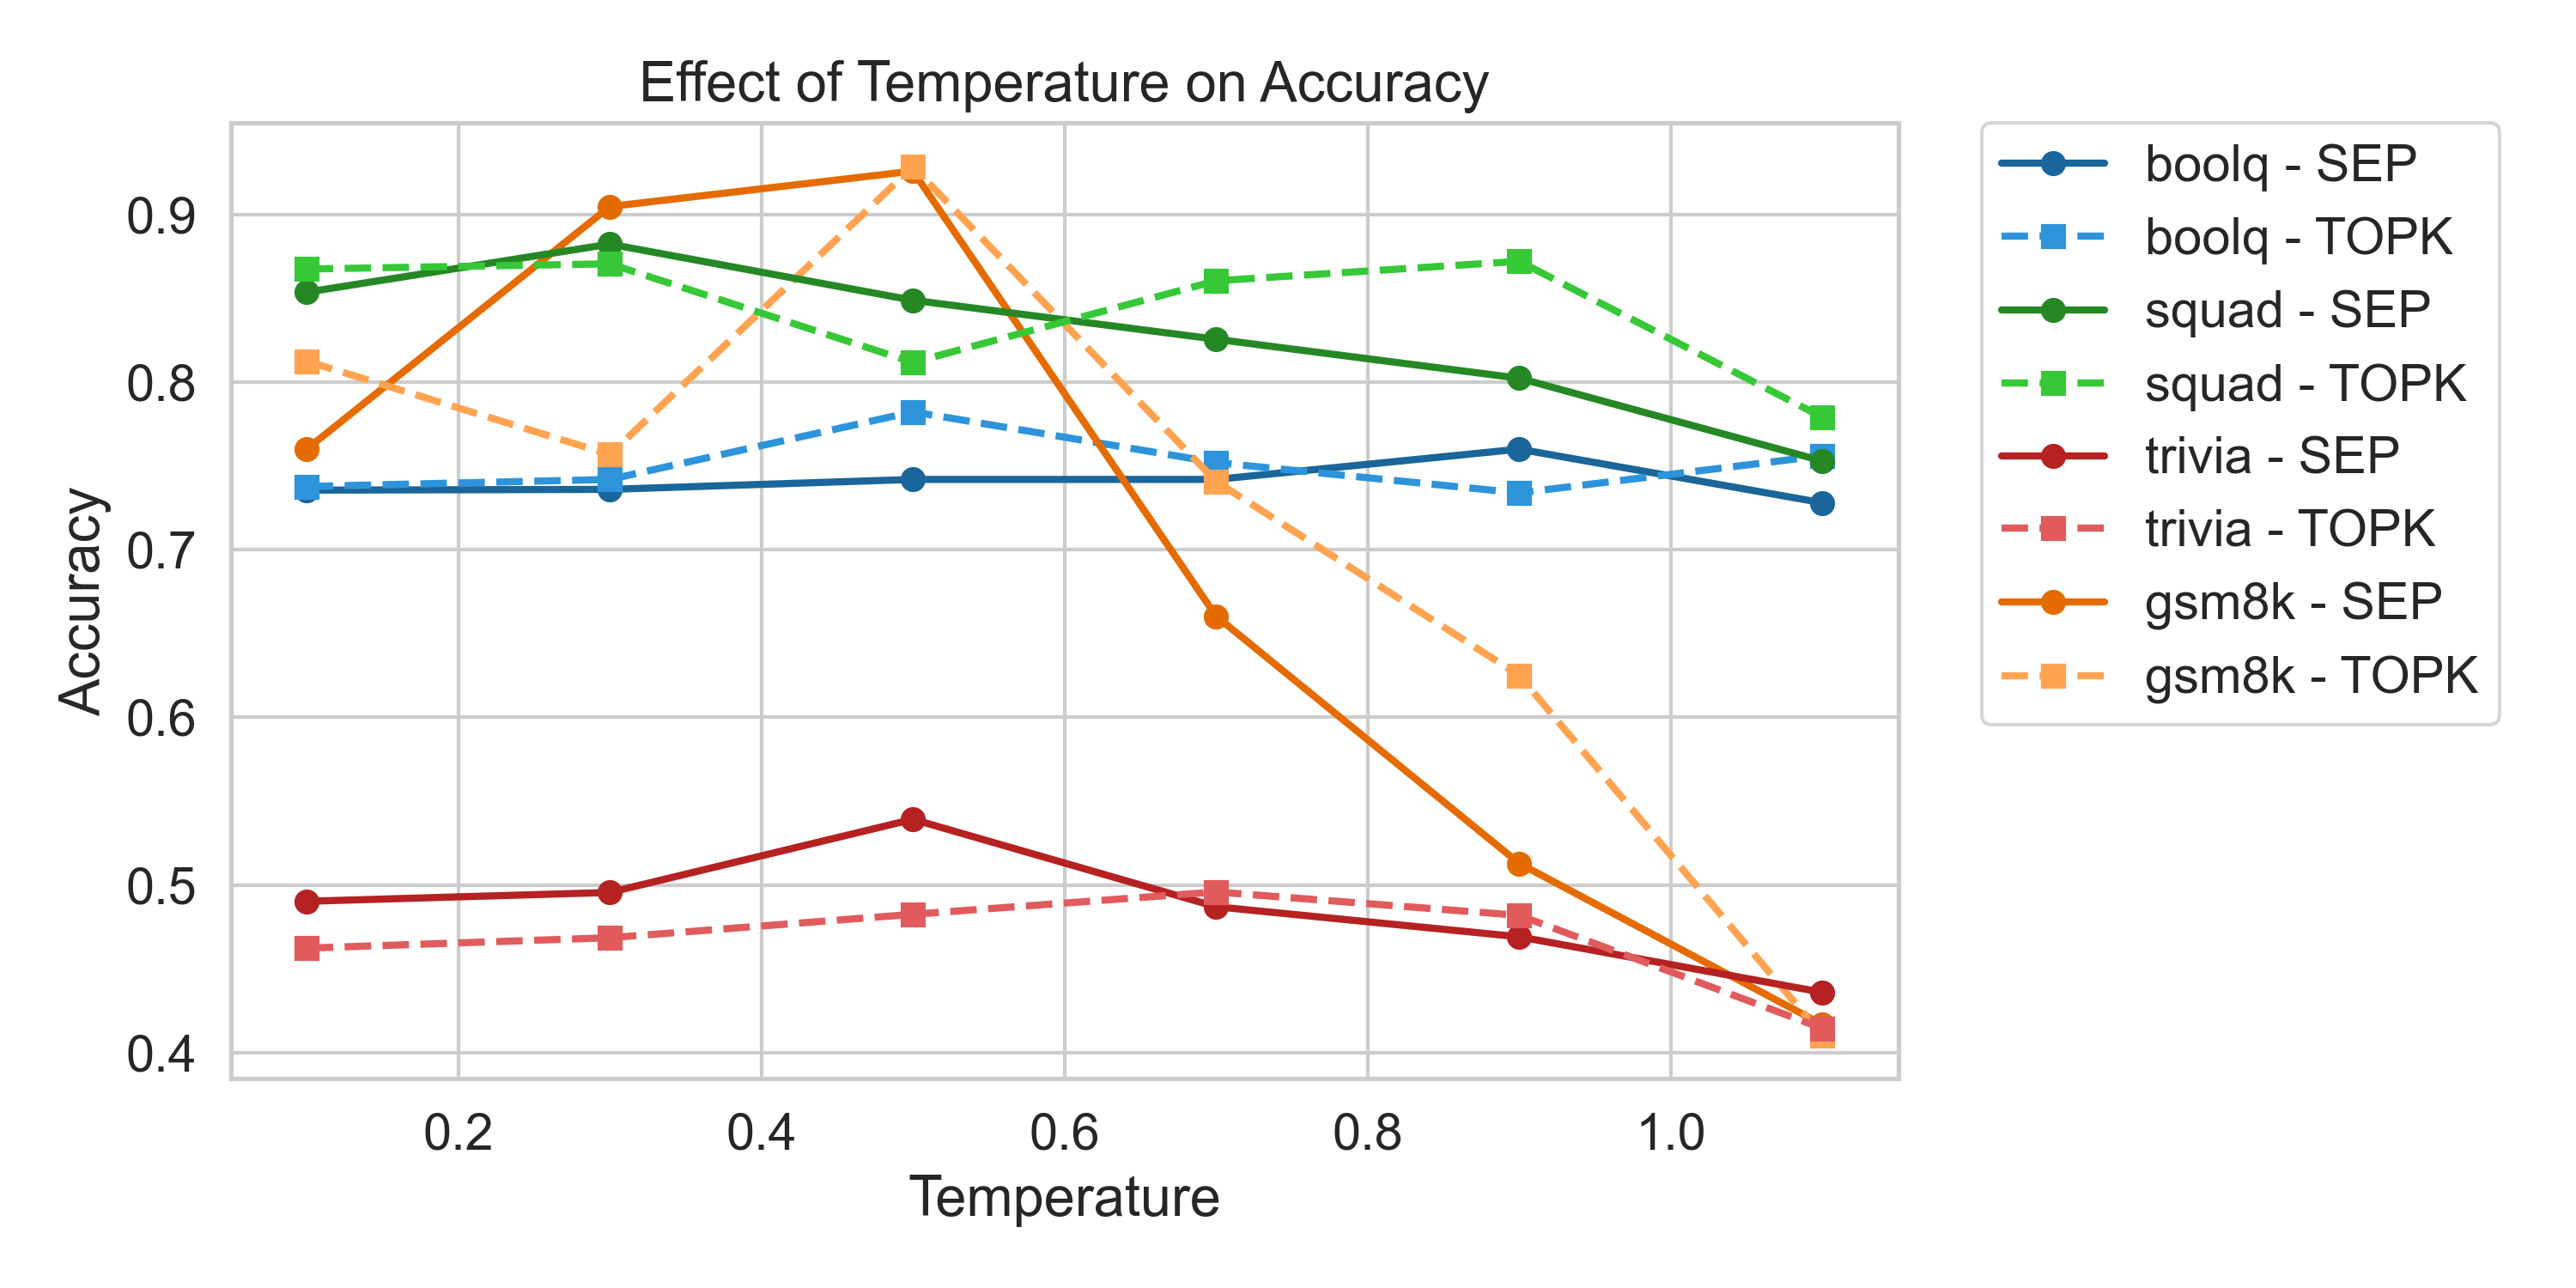 Effect of Temperature on Accuracy
Accuracy
0.9
0.8
0.7
0.6
0.5
0.4
0.2
0.4
0.6
0.8
1.0
Temperature
boolq - SEP
boolq - TOPK
squad - SEP
squad - TOPK
trivia - SEP
trivia - TOPK
gsm8k - SEP
gsm8k - TOPK